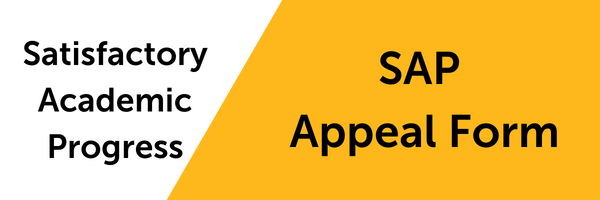 Satisfactory
Academic
Progress
SAP
Appeal Form